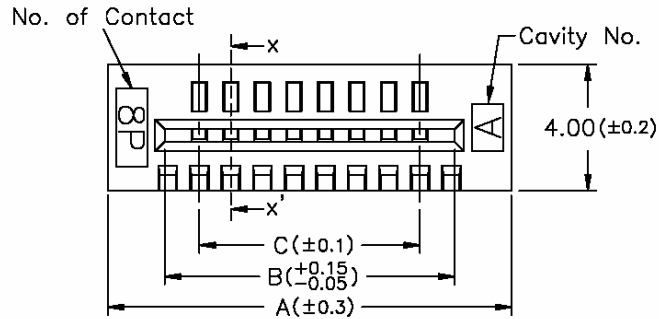 No. of Contact
x
Cavity No.
8P
A
4.00(±0.2)
x'
C(±0.1)
B(+0.15 -0.05)
A(±0.3)